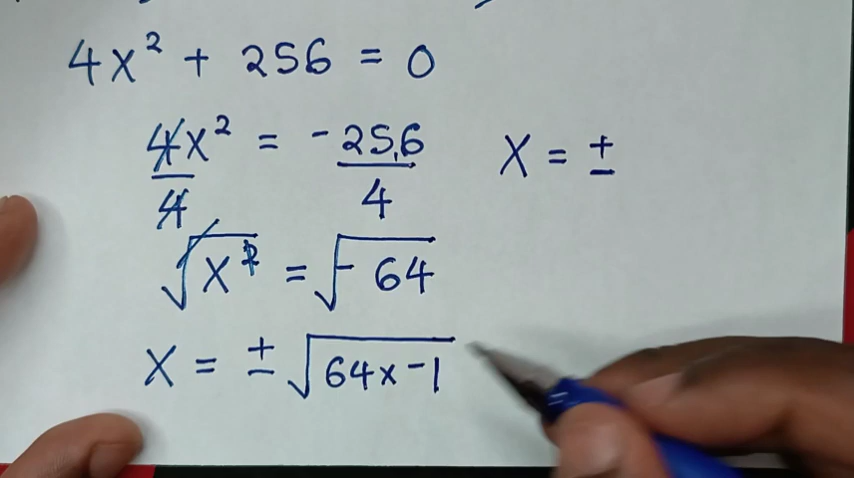 4x² + 256 = 0
4x²/4 = -256/4
√x² = √-64
x = ± √64x-1
x = ±